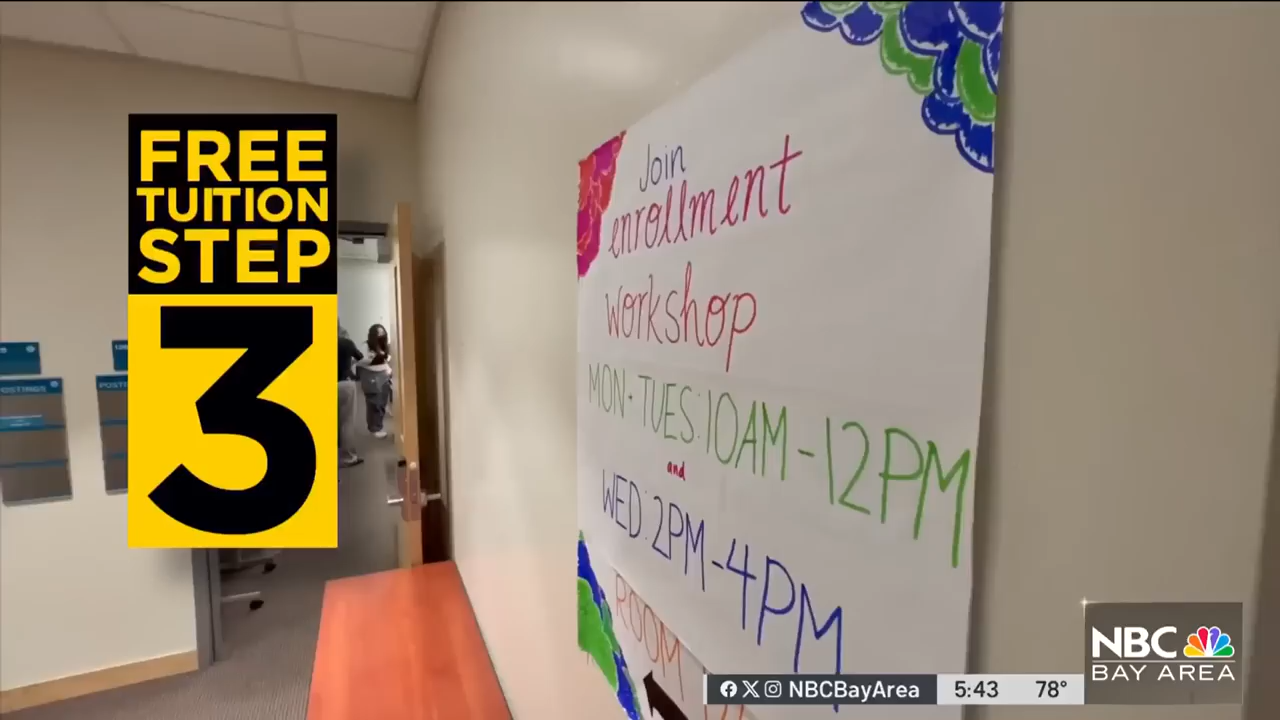 FREE
TUITION
STEP
3
Join
enrollment
workshop
MON + TUES: 10AM - 12PM
and
WED: 2PM - 4PM
ROOM
POSTINGS
NBCBayArea
5:43 78°
NBC
BAY AREA